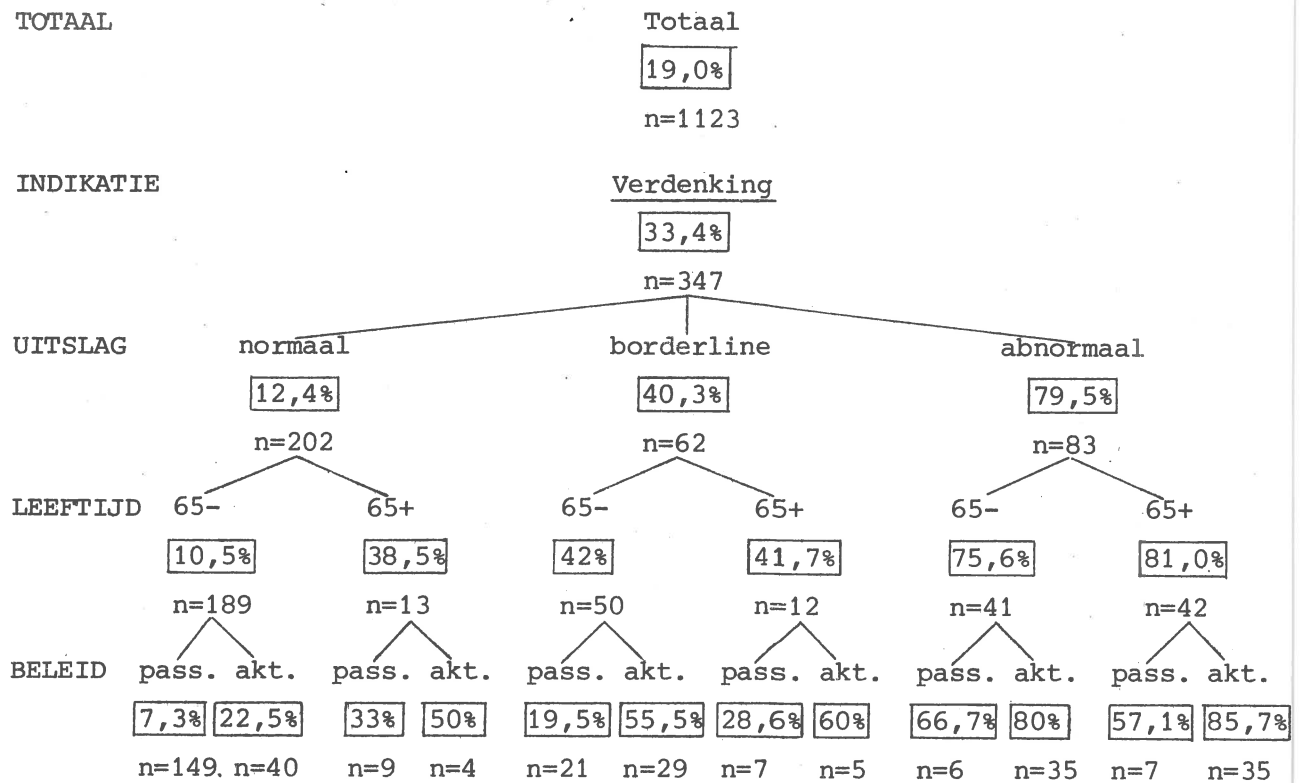 TOTAAL Totaal
19,0%
n=1123
INDIKATIE Verdenking
33,4%
n=347
UITSLAG normaal borderline abnormaal
12,4% 40,3% 79,5%
n=202 n=62 n=83
LEEFTIJD 65- 65+ 65- 65+ 65- 65+
10,5% 38,5% 42% 41,7% 75,6% 81,0%
n=189 n=13 n=50 n=12 n=41 n=42
BELEID pass. akt. pass. akt. pass. akt. pass. akt. pass. akt. pass. akt.
7,3% 22,5% 33% 50% 19,5% 55,5% 28,6% 60% 66,7% 80% 57,1% 85,7%
n=149. n=40 n=9 n=4 n=21 n=29 n=7 n=5 n=6 n=35 n=7 n=35